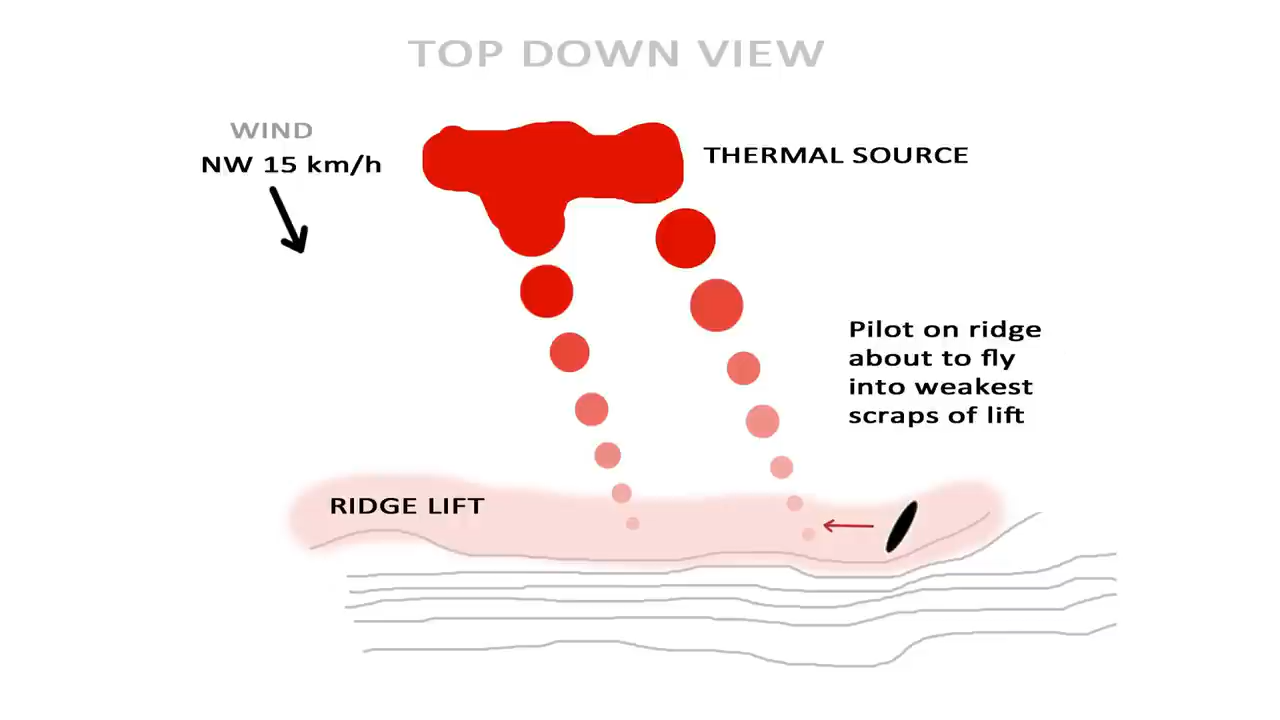 TOP DOWN VIEW
WIND
NW 15 km/h
THERMAL SOURCE
Pilot on ridge
about to fly
into weakest
scraps of lift
RIDGE LIFT